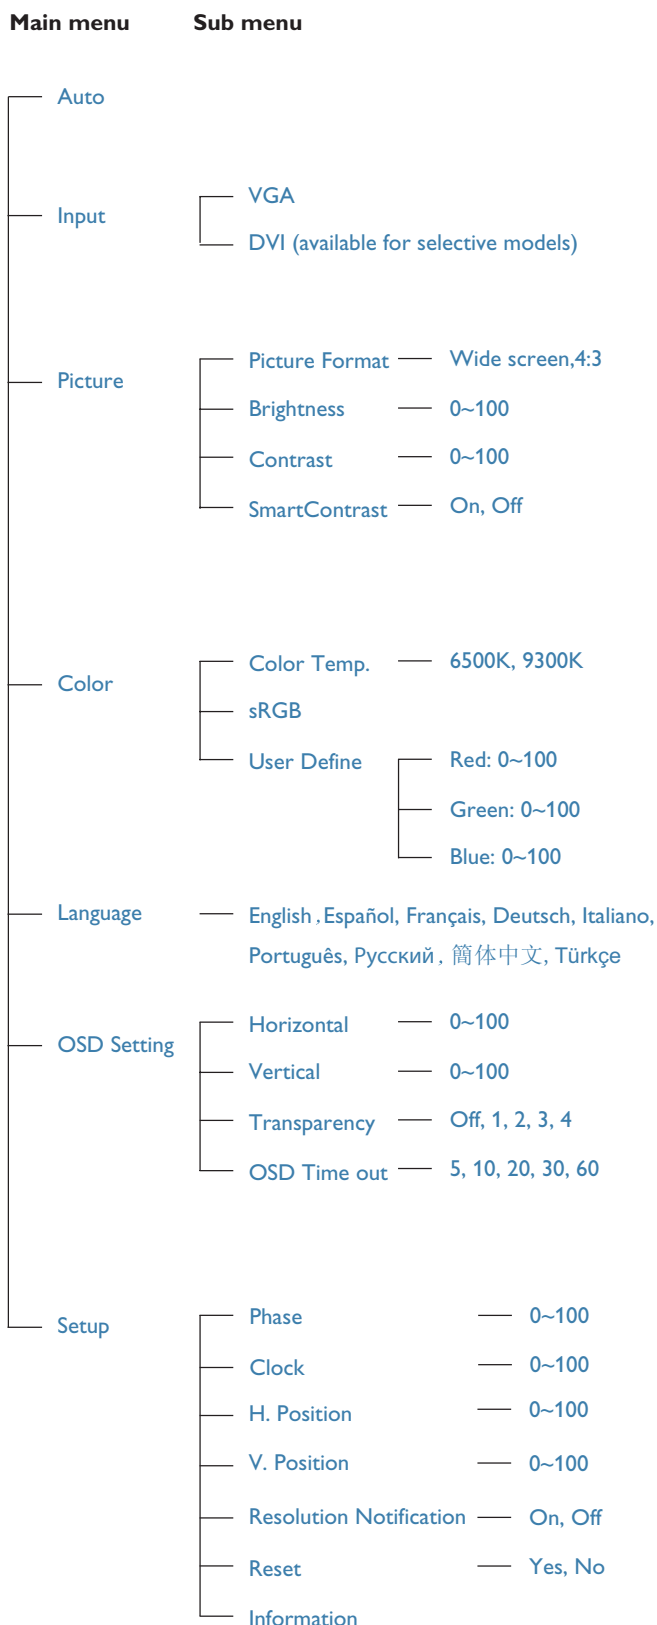 Main menu Sub menu
Auto
Input
VGA
DVI (available for selective models)
Picture
Picture Format Wide screen,4:3
Brightness 0~100
Contrast 0~100
SmartContrast On, Off
Color
Color Temp. 6500K, 9300K
sRGB
User Define Red: 0~100
Green: 0~100
Blue: 0~100
Language English, Español, Français, Deutsch, Italiano,
Português, Русский, 簡体中文, Türkçe
OSD Setting
Horizontal 0~100
Vertical 0~100
Transparency Off, 1, 2, 3, 4
OSD Time out 5, 10, 20, 30, 60
Setup
Phase 0~100
Clock 0~100
H. Position 0~100
V. Position 0~100
Resolution Notification On, Off
Reset Yes, No
Information